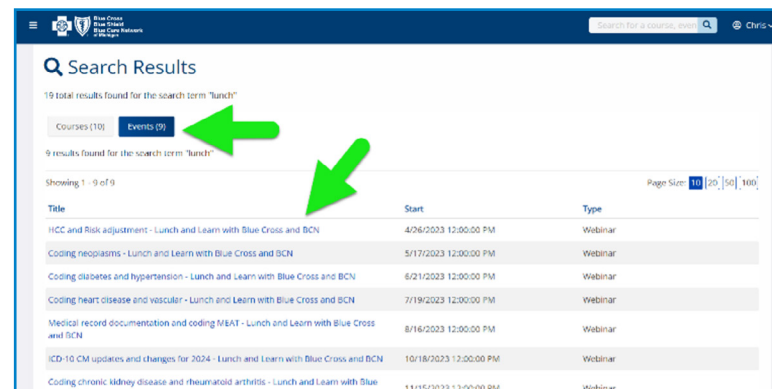 Blue Cross
Blue Shield
Blue Care Network
of Michigan
Search for a course, even
Chris
Search Results
19 total results found for the search term "lunch"
Courses (10) Events (9)
9 results found for the search term "lunch"
Showing 1 - 9 of 9 Page Size: 10 20 50 100
Title Start Type
HCC and Risk adjustment - Lunch and Learn with Blue Cross and BCN 4/26/2023 12:00:00 PM Webinar
Coding neoplasms - Lunch and Learn with Blue Cross and BCN 5/17/2023 12:00:00 PM Webinar
Coding diabetes and hypertension - Lunch and Learn with Blue Cross and BCN 6/21/2023 12:00:00 PM Webinar
Coding heart disease and vascular - Lunch and Learn with Blue Cross and BCN 7/19/2023 12:00:00 PM Webinar
Medical record documentation and coding MEAT - Lunch and Learn with Blue Cross
and BCN 8/16/2023 12:00:00 PM Webinar
ICD-10 CM updates and changes for 2024 - Lunch and Learn with Blue Cross and BCN 10/18/2023 12:00:00 PM Webinar
Coding chronic kidney disease and rheumatoid arthritis - Lunch and Learn with Blue
11/15/2023 12:00:00 PM Webinar